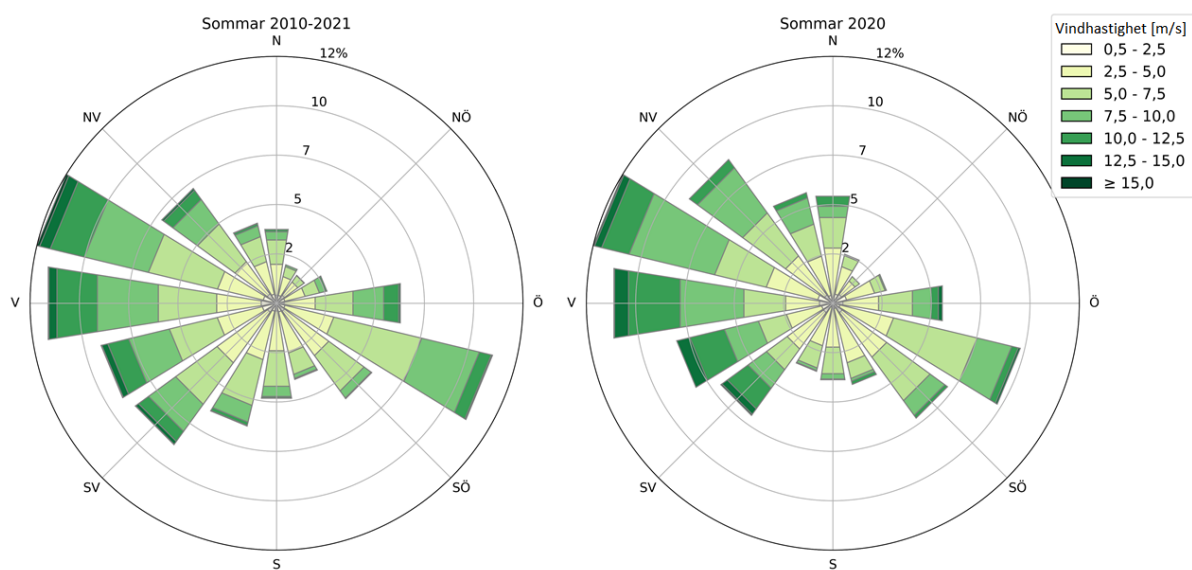 Sommar 2010-2021
N
12%
NV
NÖ
10
7
5
2
V
Ö
SV
SÖ
S
Sommar 2020
N
12%
NV
NÖ
10
7
5
2
V
Ö
SV
SÖ
S
Vindhastighet [m/s]
0,5 - 2,5
2,5 - 5,0
5,0 - 7,5
7,5 - 10,0
10,0 - 12,5
12,5 - 15,0
≥ 15,0